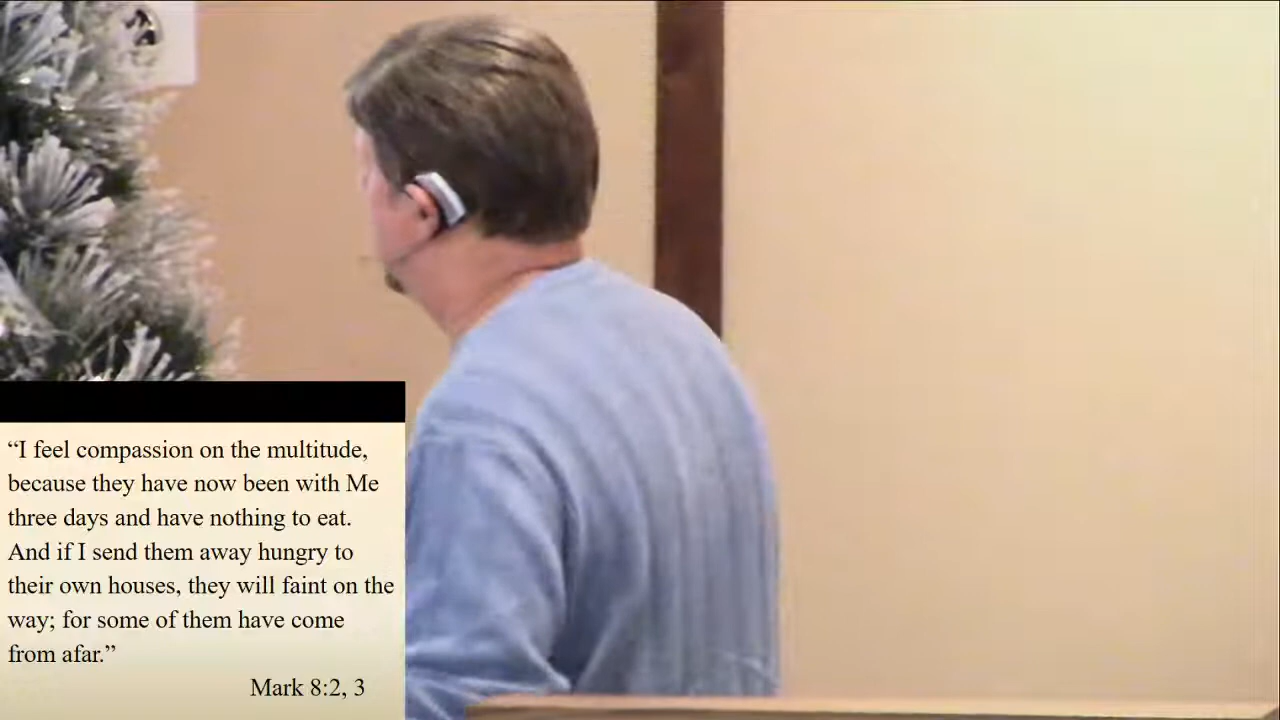 “I feel compassion on the multitude,
because they have now been with Me
three days and have nothing to eat.
And if I send them away hungry to
their own houses, they will faint on the
way; for some of them have come
from afar.”
Mark 8:2, 3